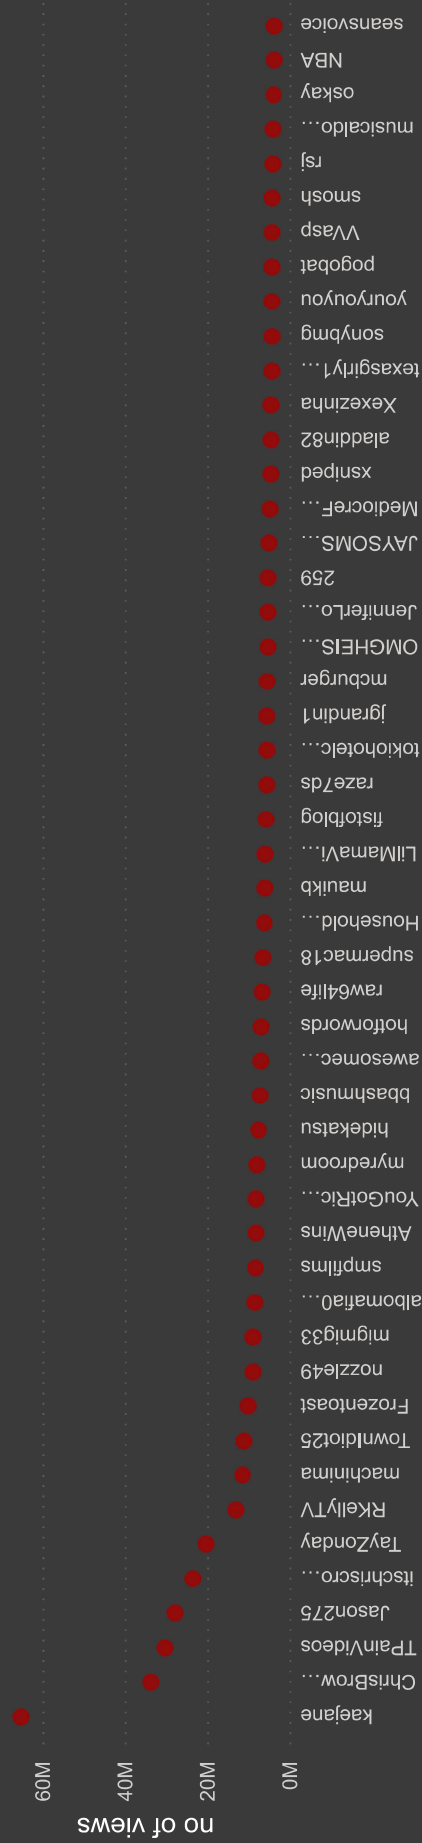 no of views
60M
40M
20M
0M
kaejane
ChrisBrow...
TPainVideos
Jason275
itschriscro...
TayZonday
RKellyTV
machinima
TownIdiot25
Frozentoast
nozzle49
migmig33
albomafia0...
smpfilms
AtheneWins
YouGotRic...
myredroom
hidekatsu
bbashmusic
awesomec...
hotforwords
raw64life
supermac18
Household...
mauikb
LilMamaVi...
fistofblog
raze7ds
tokiohotelc...
jgrandin1
mcburger
OMGHEIS...
JenniferLo...
259
JAYSOMS...
MediocreF...
xsniped
aladdin82
Xexezinha
texasgirly1...
sonybmg
youryouyou
pogobat
VVasp
smosh
rsj
musicaldo...
oskay
NBA
seansvoice